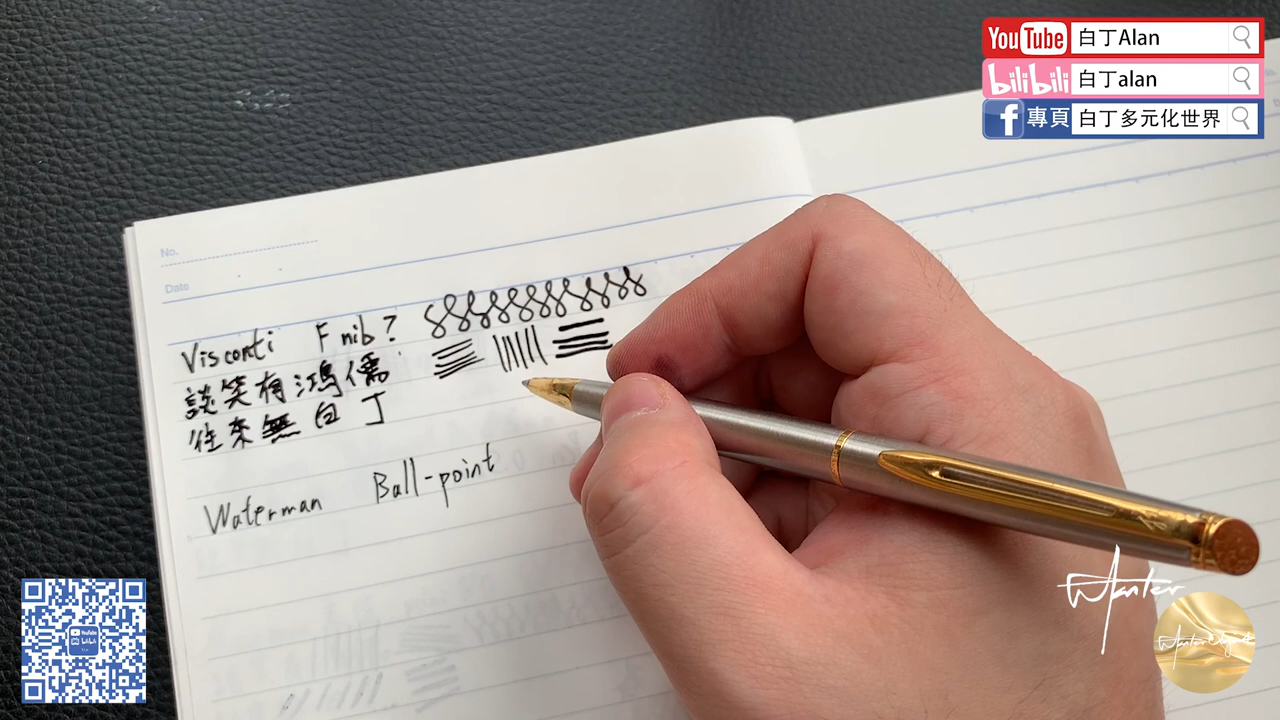 YouTube 白丁Alan
bilibili 白丁alan
f 專頁 白丁多元化世界
No.
Date
Visconti F nib?
談笑有鴻儒
往來無白丁
Waterman Ball-point